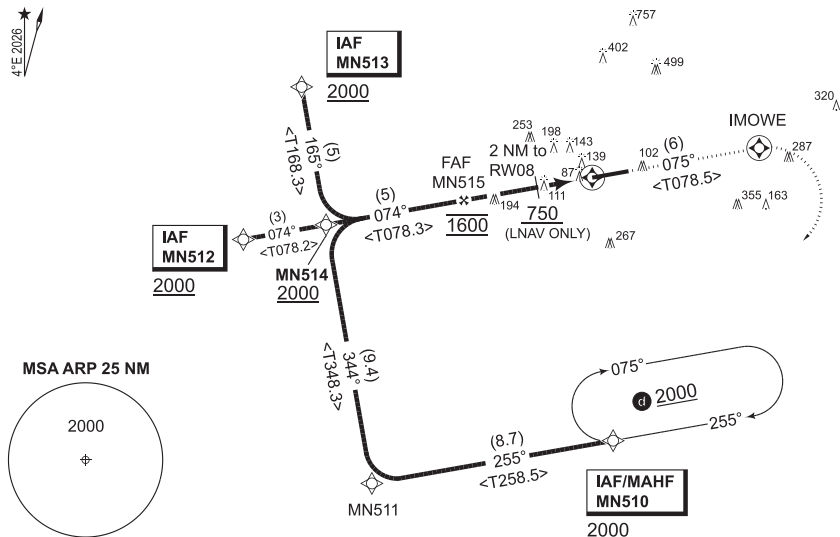 4°E 2026
IAF
MN513
2000
165°
(5)
<T168.3>
757
402
499
320
253
198
143
139
877
111
194
102
287
355
163
267
2 NM to
RW08
750
(LNAV ONLY)
IMOWE
(6)
075°
<T078.5>
FAF
MN515
1600
(5)
074°
<T078.3>
(3)
074°
<T078.2>
IAF
MN512
2000
MN514
2000
(9.4)
344°
<T348.3>
MSA ARP 25 NM
2000
075°
d 2000
255°
(8.7)
255°
<T258.5>
MN511
IAF/MAHF
MN510
2000